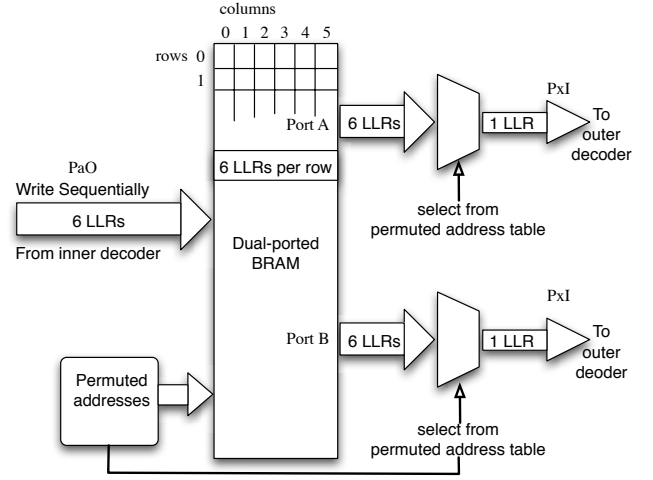 columns
0 1 2 3 4 5
rows 0
1
Port A
6 LLRs
1 LLR
PxI
To
outer
decoder
6 LLRs per row
select from
permuted address table
PaO
Write Sequentially
6 LLRs
From inner decoder
Dual-ported
BRAM
Port B
6 LLRs
1 LLR
PxI
To
outer
deoder
select from
permuted address table
Permuted
addresses